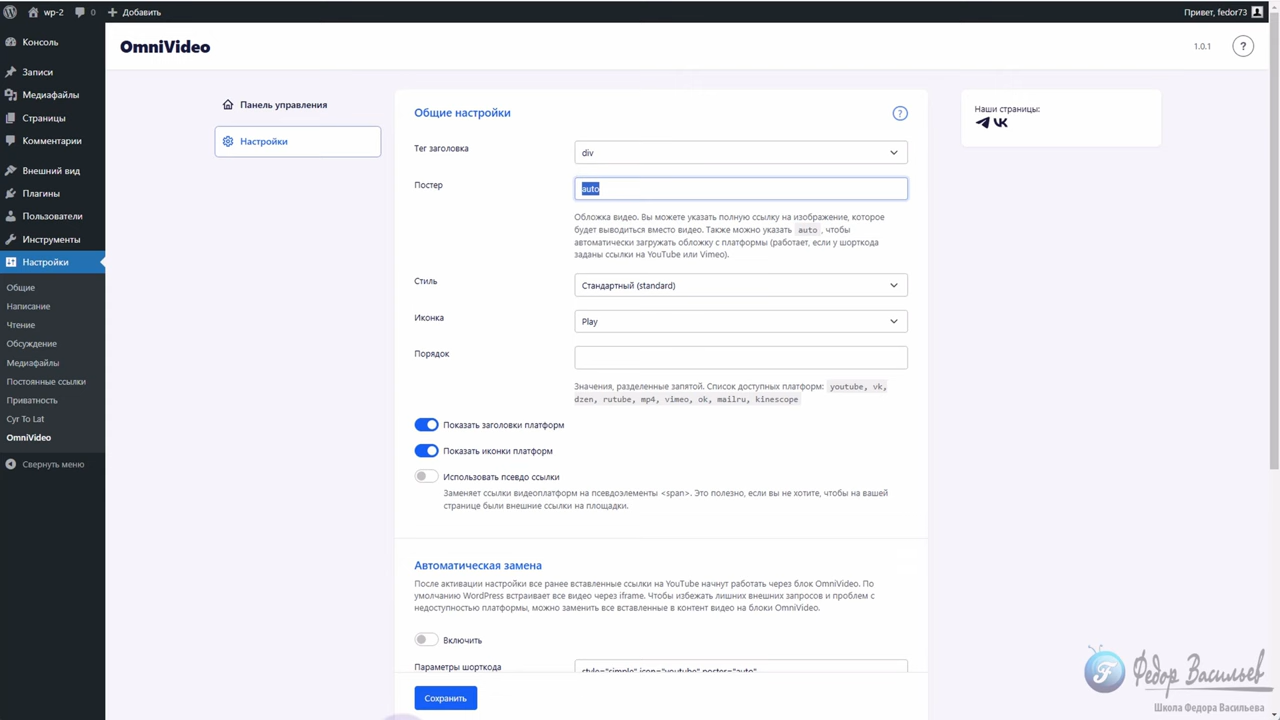 wp-2
0
Добавить
Привет, fedor73
Консоль
Записи
Медиафайлы
Страницы
Комментарии
Внешний вид
Плагины
Пользователи
Инструменты
Настройки
Общие
Написание
Чтение
Обсуждение
Медиафайлы
Постоянные ссылки
Приватность
Cyr To Lat
OmniVideo
Свернуть меню
OmniVideo
1.0.1
?
Панель управления
Настройки
Общие настройки
?
Тег заголовка
div
Постер
auto
Обложка видео. Вы можете указать полную ссылку на изображение, которое
будет выводиться вместо видео. Также можно указать auto , чтобы
автоматически загружать обложку с платформы (работает, если у шорткода
заданы ссылки на YouTube или Vimeo).
Стиль
Стандартный (standard)
Иконка
Play
Порядок
Значения, разделенные запятой. Список доступных платформ: youtube, vk,
dzen, rutube, mp4, vimeo, ok, mailru, kinescope
Показать заголовки платформ
Показать иконки платформ
Использовать псевдо ссылки
Заменяет ссылки видеоплатформ на псевдоэлементы <span>. Это полезно, если вы не хотите, чтобы на вашей
странице были внешние ссылки на площадки.
Автоматическая замена
После активации настройки все ранее вставленные ссылки на YouTube начнут работать через блок OmniVideo. По
умолчанию WordPress встраивает все видео через iframe. Чтобы избежать лишних внешних запросов и проблем с
недоступностью платформы, можно заменить все вставленные в контент видео на блоки OmniVideo.
Включить
Параметры шорткода
style="simple" icon="youtube" poster="auto"
Сохранить
Наши страницы:
Федор Васильев
Школа Федора Васильева